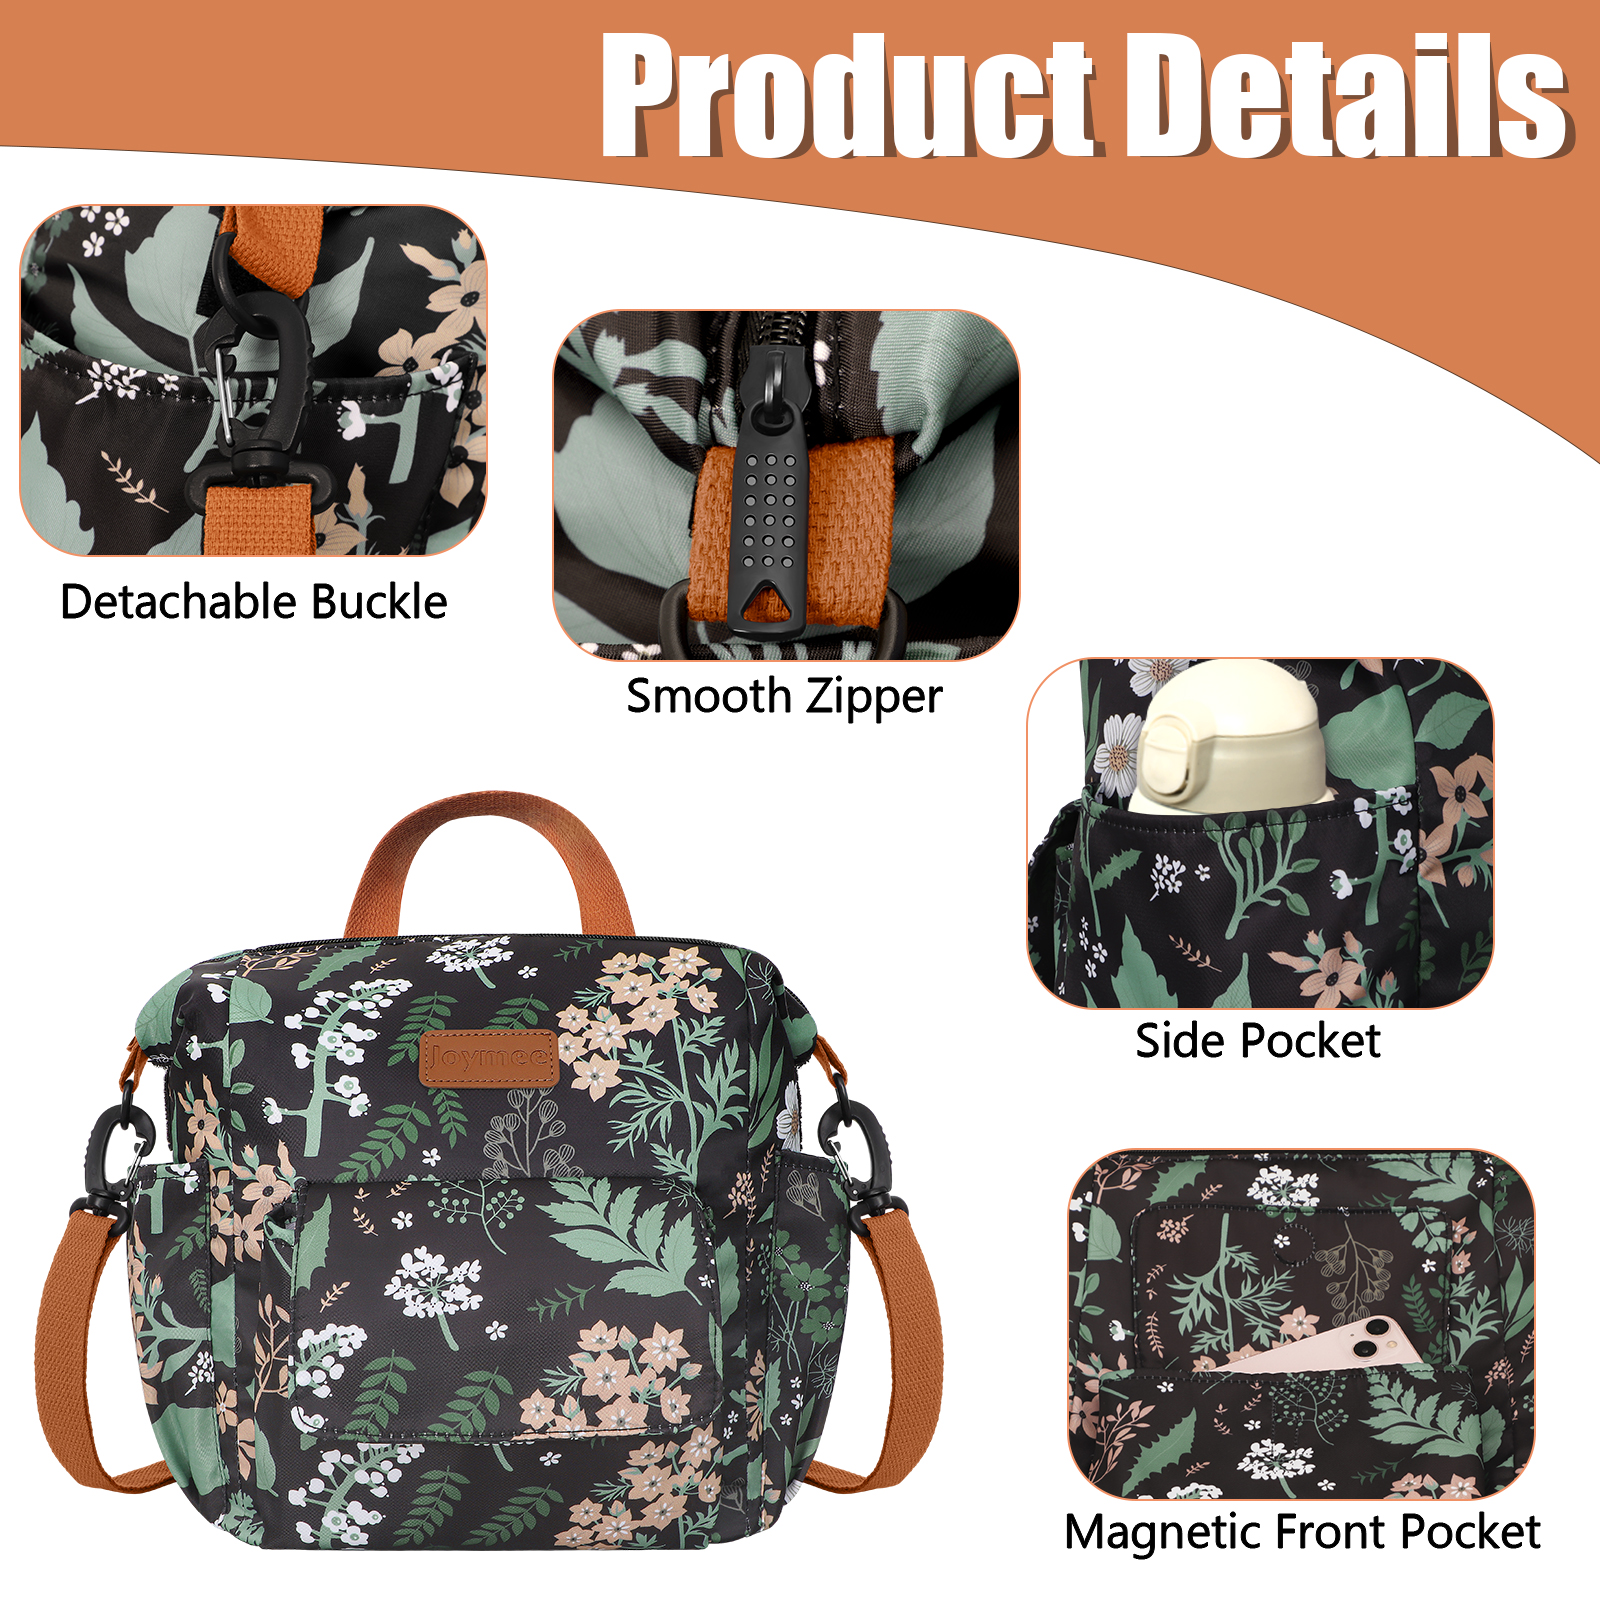 Product Details
Detachable Buckle
Smooth Zipper
Side Pocket
Joymee
Magnetic Front Pocket